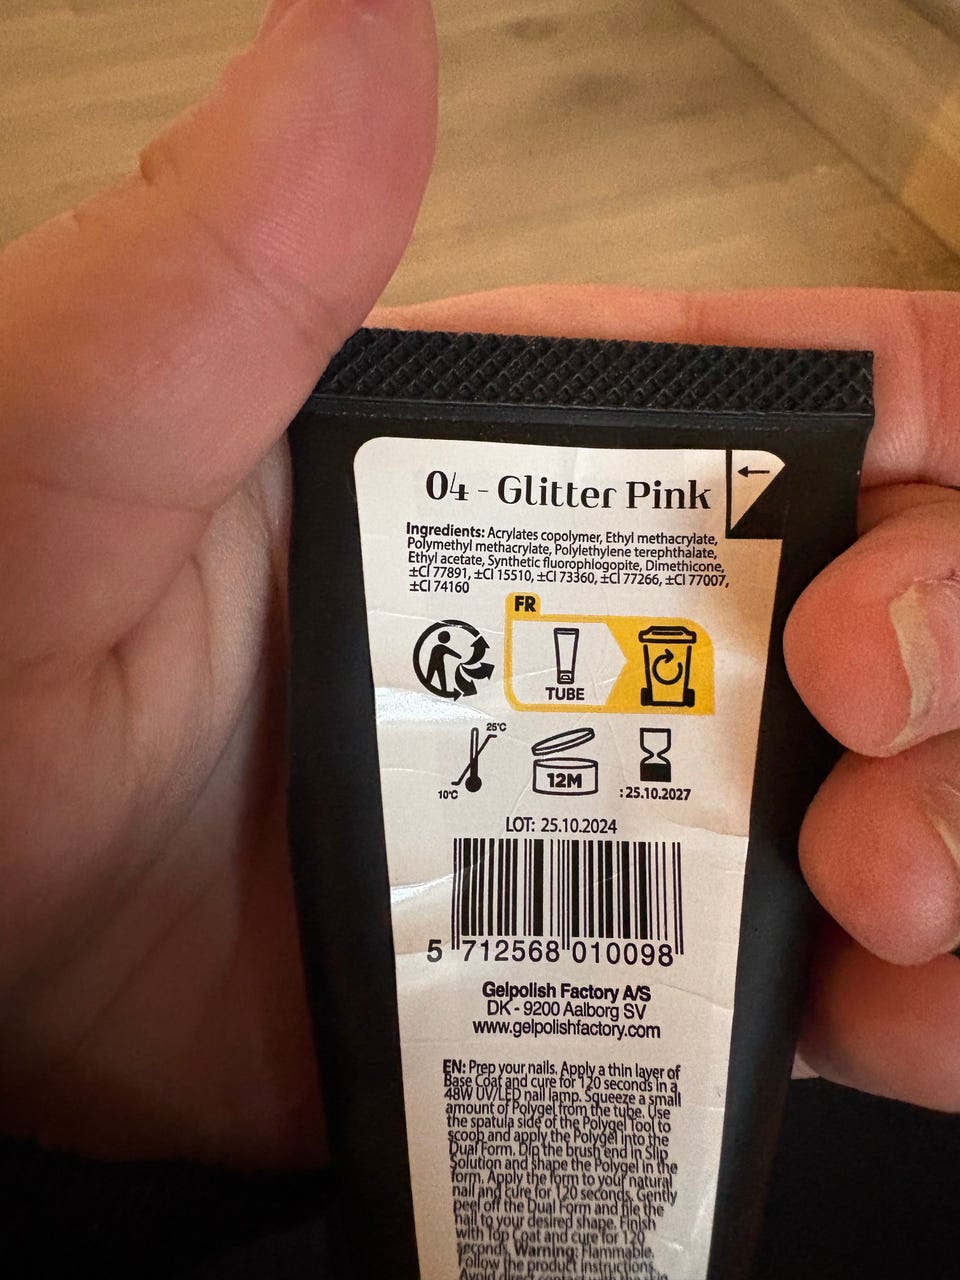 04 - Glitter Pink
Ingredients: Acrylates copolymer, Ethyl methacrylate,
Polymethyl methacrylate, Polylethylene terephthalate,
Ethyl acetate, Synthetic fluorophlogopite, Dimethicone,
±CI 77891, ±CI 15510, ±CI 73360, ±CI 77266, ±CI 77007,
±CI 74160
FR
TUBE
25°C
10°C
12M
: 25.10.2027
LOT: 25.10.2024
5 712568 010098
Gelpolish Factory A/S
DK - 9200 Aalborg SV
www.gelpolishfactory.com
EN: Prep your nails. Apply a thin layer of
Base Coat and cure for 120 seconds in a
48W UV/LED nail lamp. Squeeze a small
amount of Polygel from the tube. Use
the spatula side of the Polygel Tool to
scoop and apply the Polygel into the
Dual Form. Dip the brush end in Slip
Solution and shape the Polygel in the
form. Apply the form to your natural
nail and cure for 120 seconds. Gently
peel off the Dual Form and file the
nail to your desired shape. Finish
with Top Coat and cure for 120
seconds. Warning: Flammable.
Follow the product instructions.
Avoid direct contact with the skin